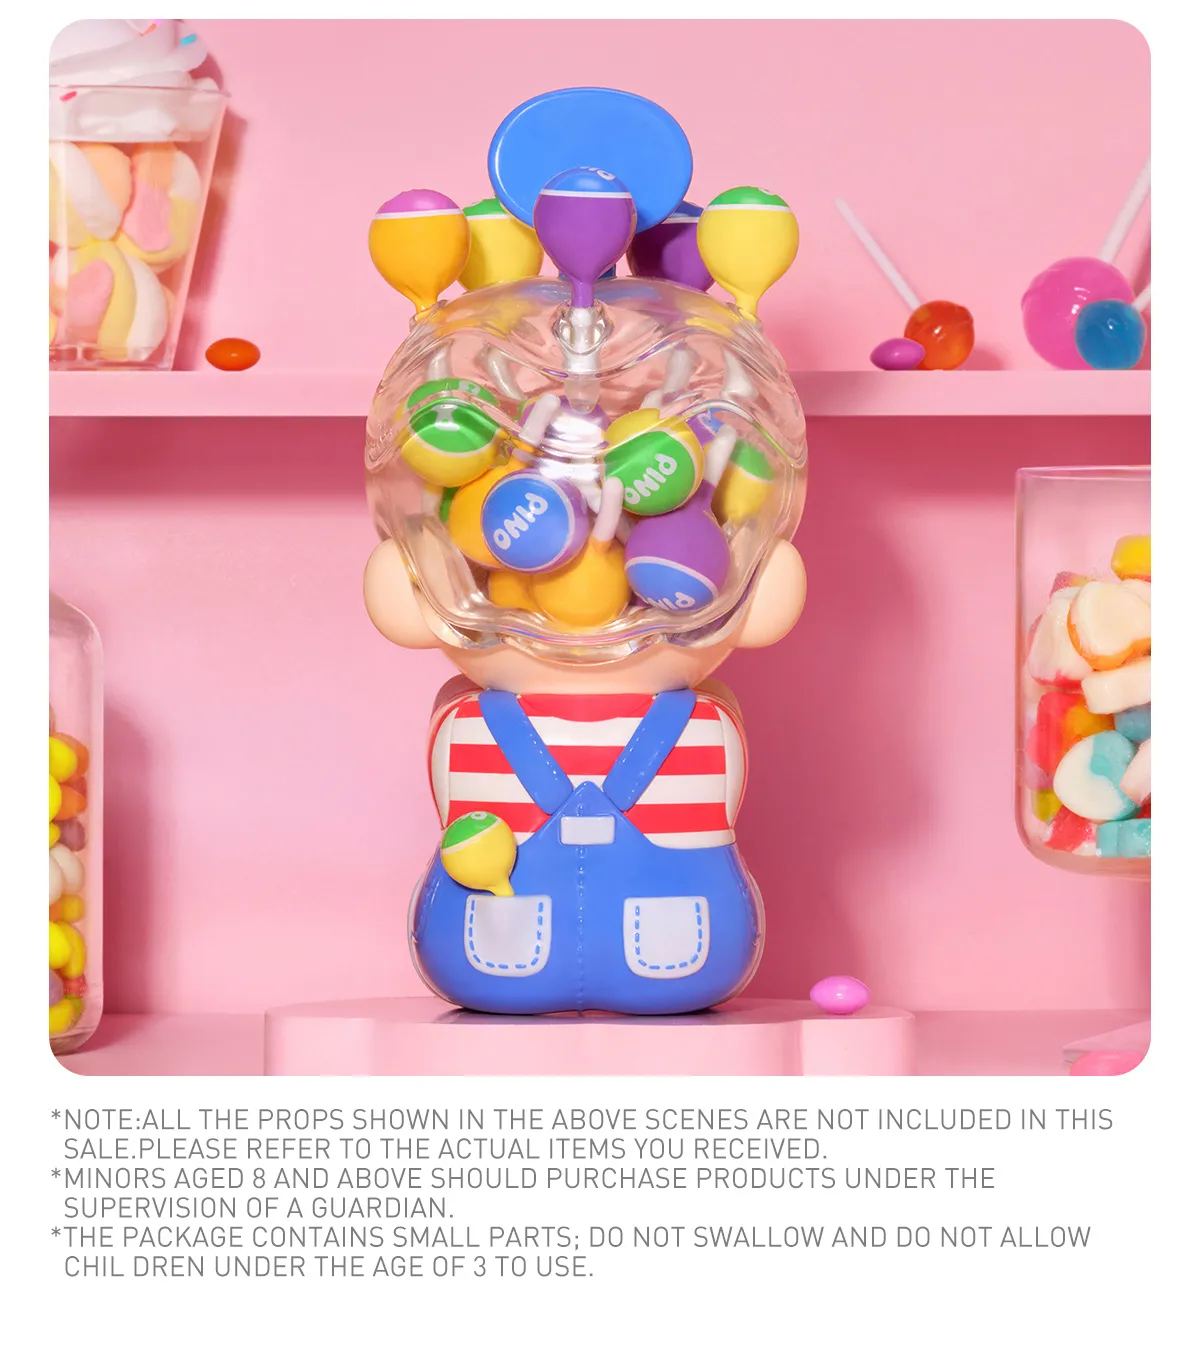 PINO
PINO
PINO
*NOTE:ALL THE PROPS SHOWN IN THE ABOVE SCENES ARE NOT INCLUDED IN THIS
SALE.PLEASE REFER TO THE ACTUAL ITEMS YOU RECEIVED.
*MINORS AGED 8 AND ABOVE SHOULD PURCHASE PRODUCTS UNDER THE
SUPERVISION OF A GUARDIAN.
*THE PACKAGE CONTAINS SMALL PARTS; DO NOT SWALLOW AND DO NOT ALLOW
CHIL DREN UNDER THE AGE OF 3 TO USE.